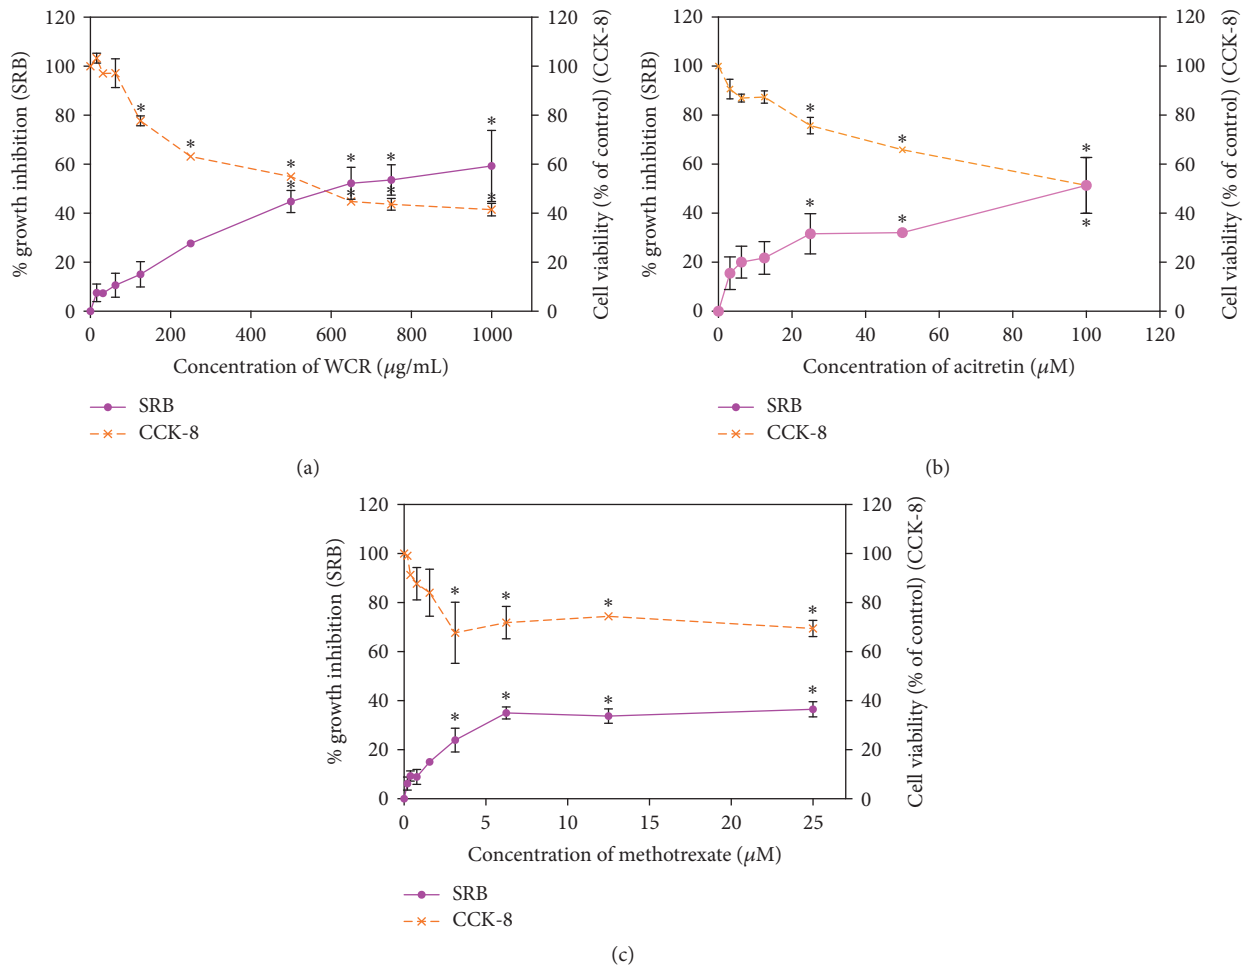 120
100
80
60
40
20
0
% growth inhibition (SRB)
* * * * * * * * * * *
120
100
80
60
40
20
0
Cell viability (% of control) (CCK-8)
0 200 400 600 800 1000
Concentration of WCR (μg/mL)
SRB
CCK-8
(a)
120
100
80
60
40
20
0
% growth inhibition (SRB)
* * * * * *
120
100
80
60
40
20
0
Cell viability (% of control) (CCK-8)
0 20 40 60 80 100 120
Concentration of acitretin (μM)
SRB
CCK-8
(b)
120
100
80
60
40
20
0
% growth inhibition (SRB)
* * * *
* * * *
120
100
80
60
40
20
0
Cell viability (% of control) (CCK-8)
0 5 10 15 20 25
Concentration of methotrexate (μM)
SRB
CCK-8
(c)